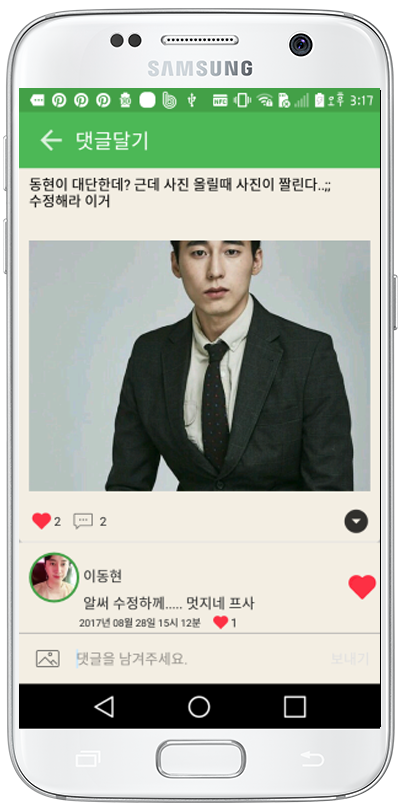 SAMSUNG
NFC 오후 3:17
댓글달기
동현이 대단한데? 근데 사진 올릴때 사진이 짤린다..;;
수정해라 이거
2 2
이동현
알써 수정하께..... 멋지네 프사
2017년 08월 28일 15시 12분 1
댓글을 남겨주세요. 보내기